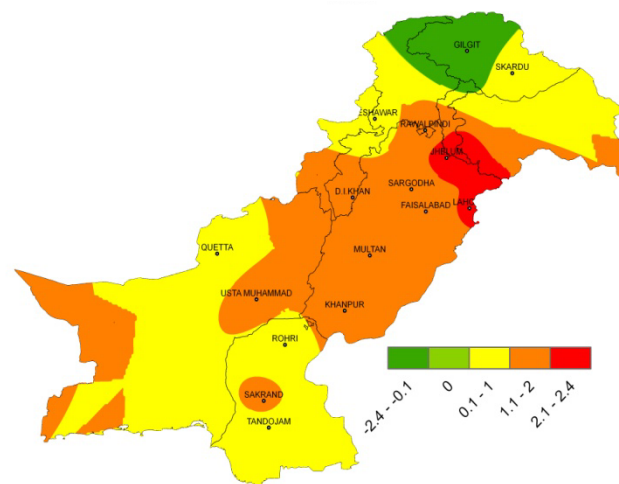 GILGIT
SKARDU
ESHAWAR
RAWALPINDI
JHELUM
D.I.KHAN
SARGODHA
FAISALABAD
LAHO
QUETTA
MULTAN
USTA MUHAMMAD
KHANPUR
ROHRI
SAKRAND
TANDOJAM
-2.4 - -0.1
0
0.1 - 1
1.1 - 2
2.1 - 2.4